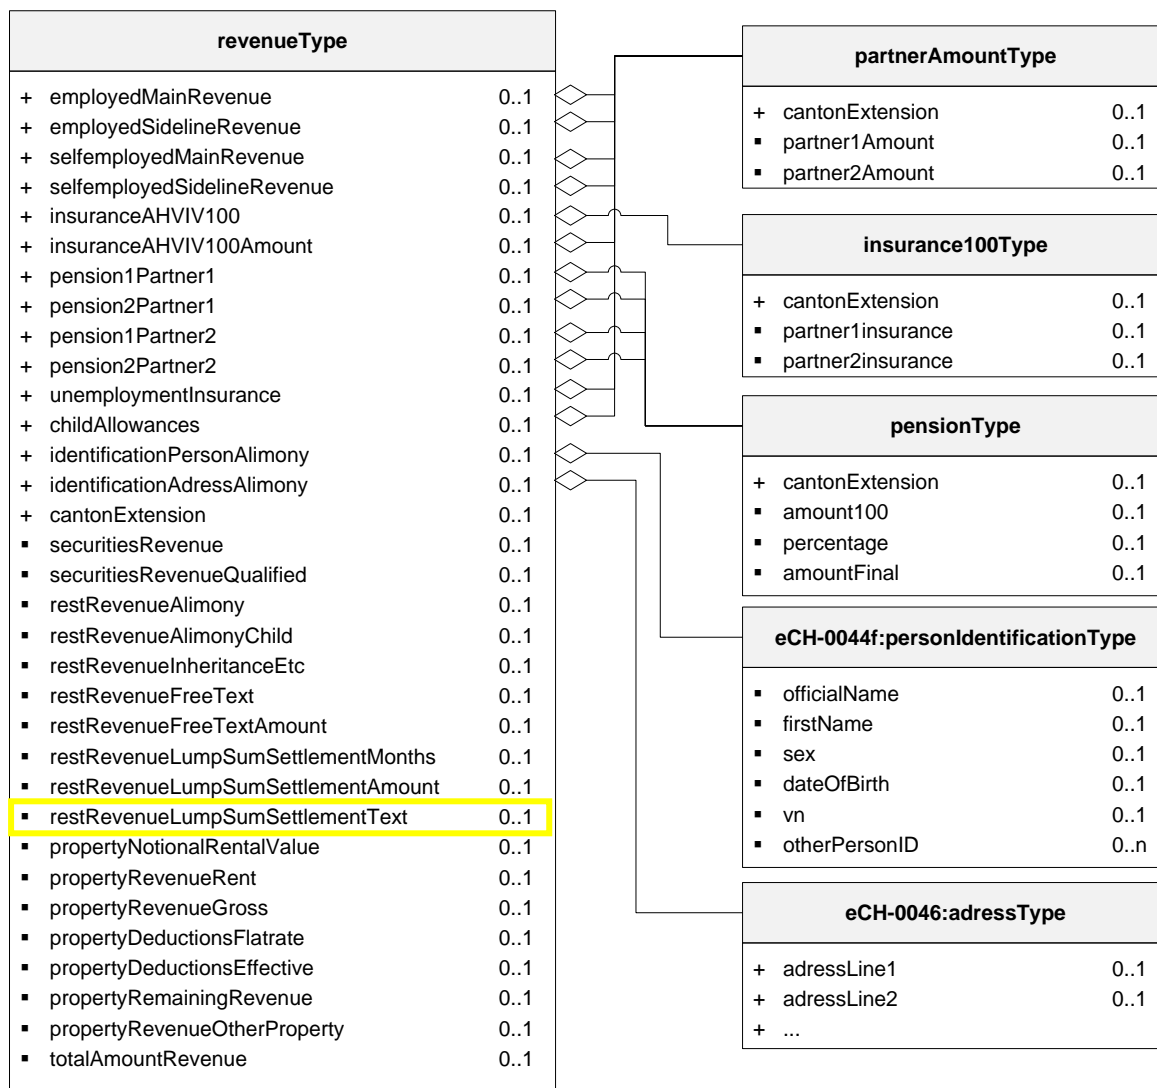 revenueType
+ employedMainRevenue 0..1
+ employedSidelineRevenue 0..1
+ selfemployedMainRevenue 0..1
+ selfemployedSidelineRevenue 0..1
+ insuranceAHVIV100 0..1
+ insuranceAHVIV100Amount 0..1
+ pension1Partner1 0..1
+ pension2Partner1 0..1
+ pension1Partner2 0..1
+ pension2Partner2 0..1
+ unemploymentInsurance 0..1
+ childAllowances 0..1
+ identificationPersonAlimony 0..1
+ identificationAdressAlimony 0..1
+ cantonExtension 0..1
▪ securitiesRevenue 0..1
▪ securitiesRevenueQualified 0..1
▪ restRevenueAlimony 0..1
▪ restRevenueAlimonyChild 0..1
▪ restRevenueInheritanceEtc 0..1
▪ restRevenueFreeText 0..1
▪ restRevenueFreeTextAmount 0..1
▪ restRevenueLumpSumSettlementMonths 0..1
▪ restRevenueLumpSumSettlementAmount 0..1
▪ restRevenueLumpSumSettlementText 0..1
▪ propertyNotionalRentalValue 0..1
▪ propertyRevenueRent 0..1
▪ propertyRevenueGross 0..1
▪ propertyDeductionsFlatrate 0..1
▪ propertyDeductionsEffective 0..1
▪ propertyRemainingRevenue 0..1
▪ propertyRevenueOtherProperty 0..1
▪ totalAmountRevenue 0..1
partnerAmountType
+ cantonExtension 0..1
▪ partner1Amount 0..1
▪ partner2Amount 0..1
insurance100Type
+ cantonExtension 0..1
▪ partner1insurance 0..1
▪ partner2insurance 0..1
pensionType
+ cantonExtension 0..1
▪ amount100 0..1
▪ percentage 0..1
▪ amountFinal 0..1
eCH-0044f:personIdentificationType
▪ officialName 0..1
▪ firstName 0..1
▪ sex 0..1
▪ dateOfBirth 0..1
▪ vn 0..1
▪ otherPersonID 0..n
eCH-0046:adressType
+ adressLine1 0..1
+ adressLine2 0..1
+ ...